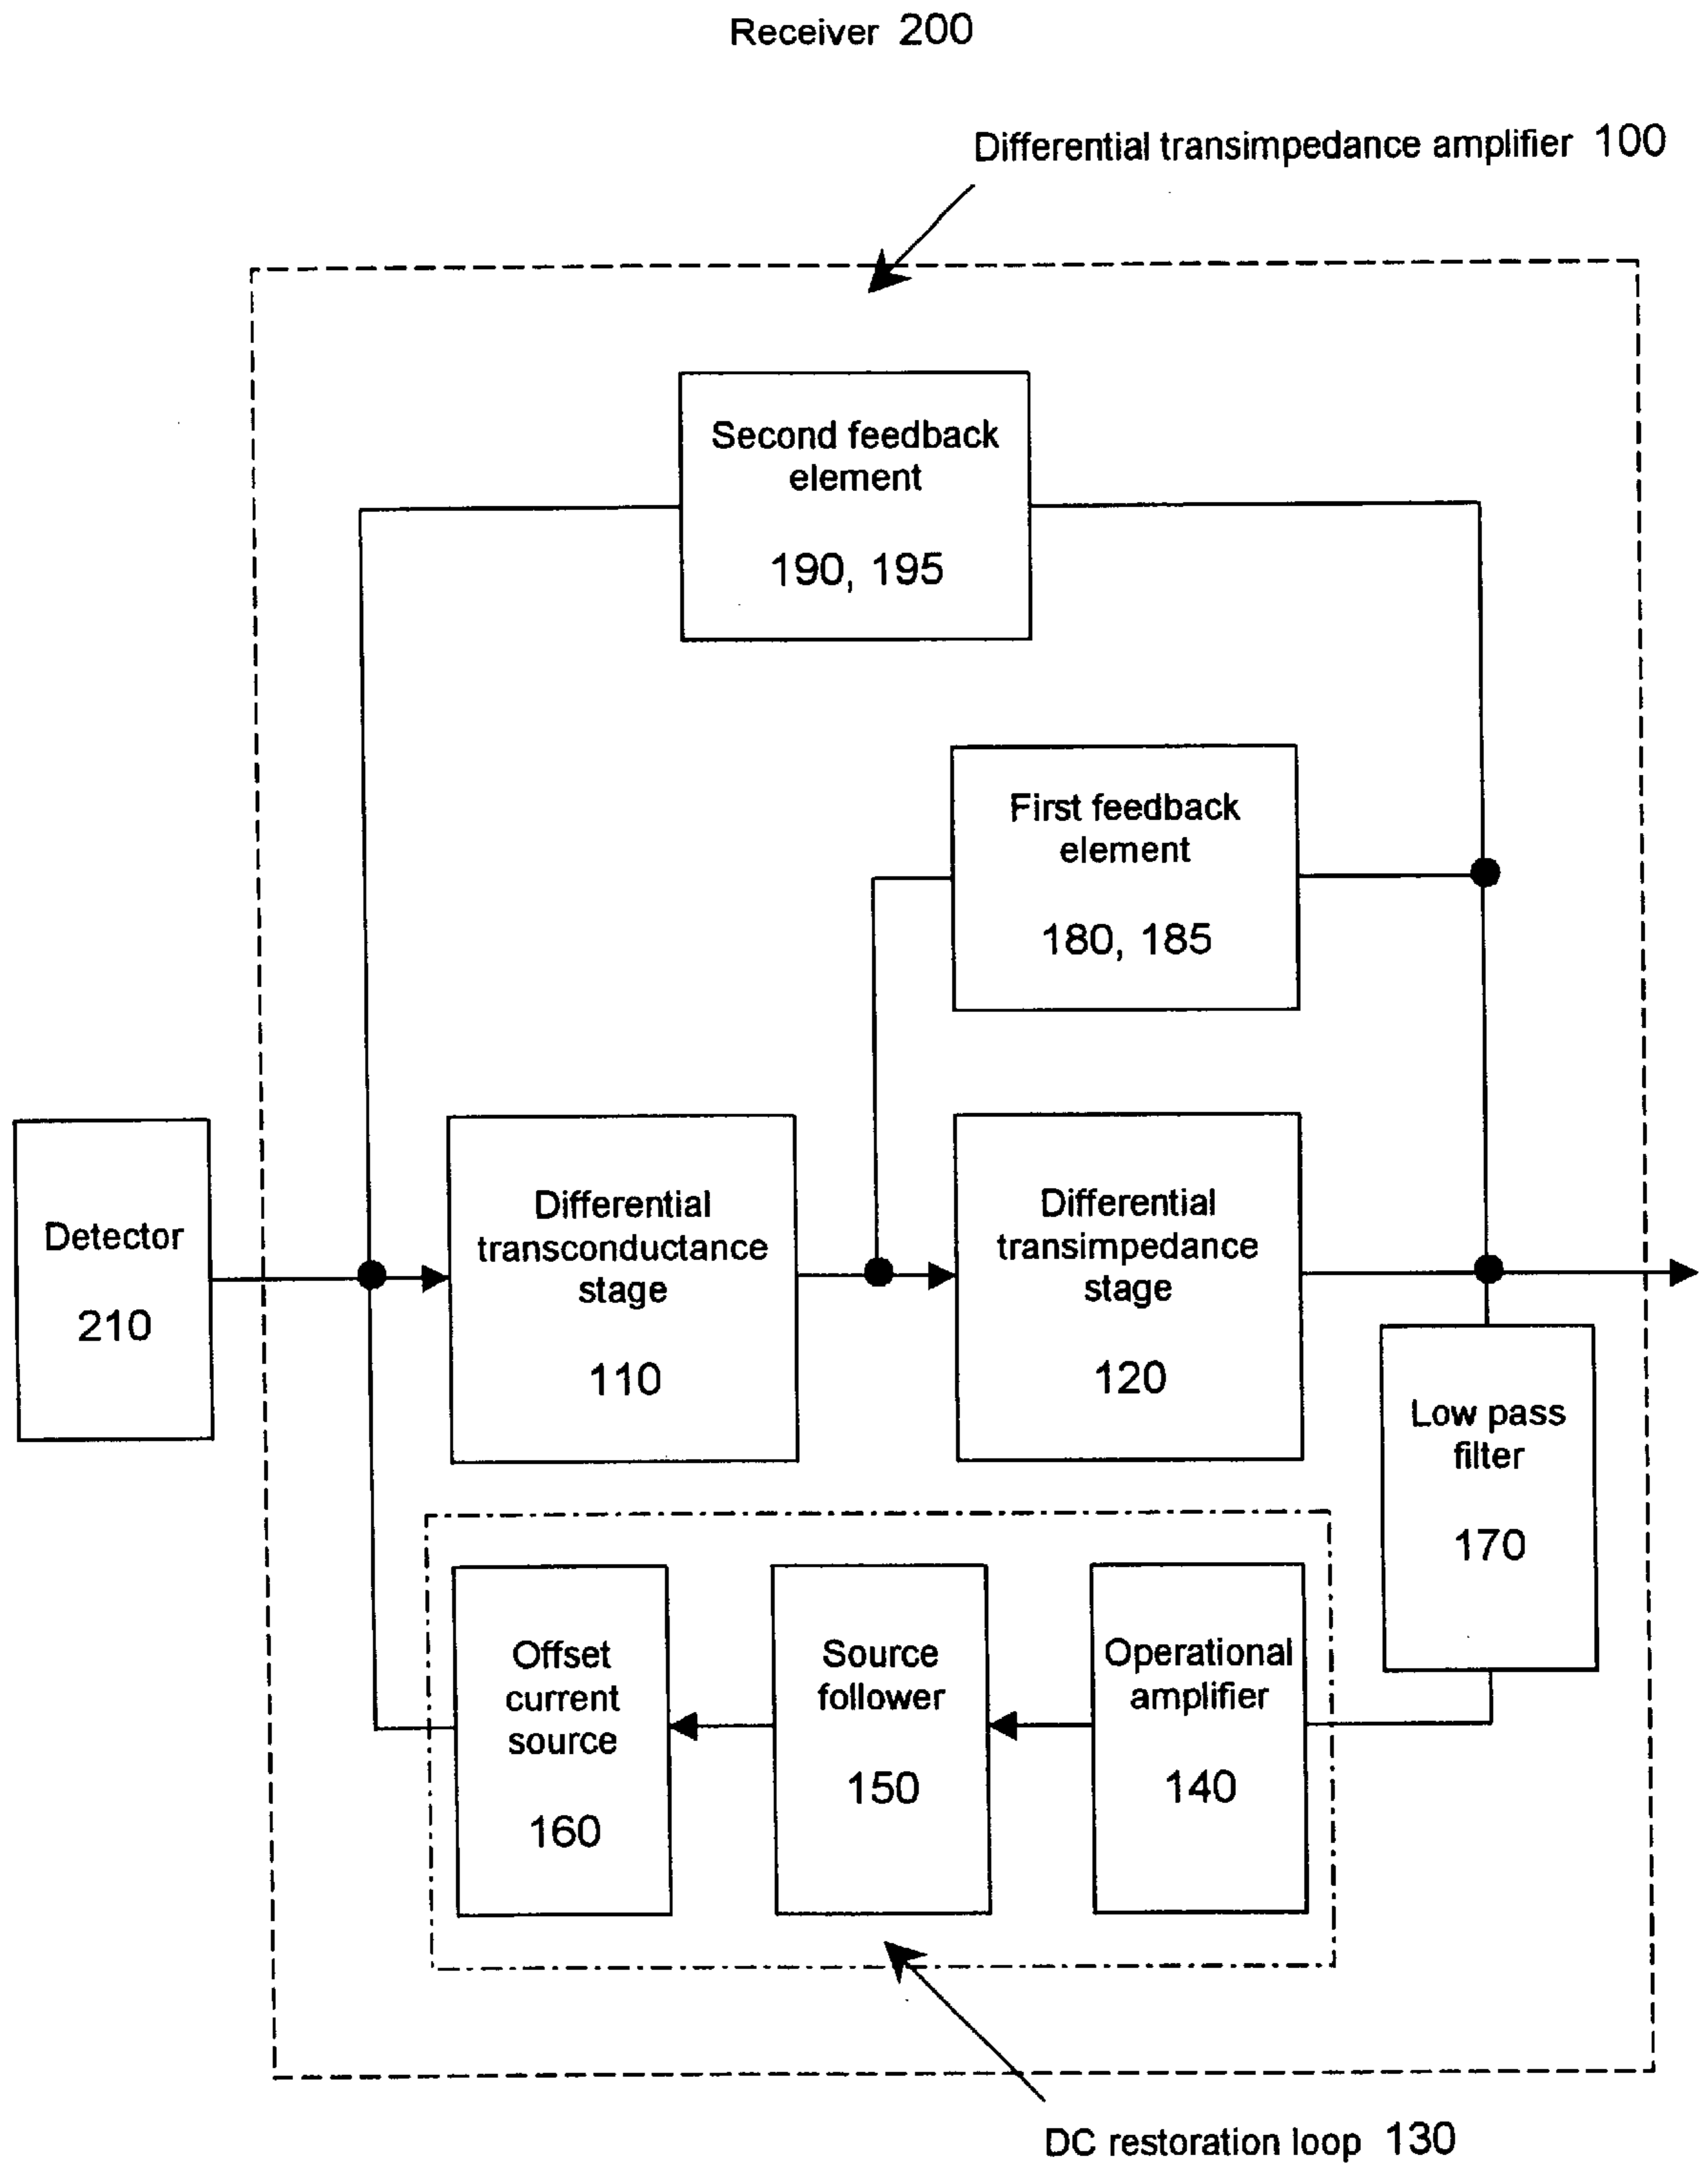 Receiver 200
Differential transimpedance amplifier 100
Second feedback
element
190, 195
First feedback
element
180, 185
Detector
210
Differential
transconductance
stage
110
Differential
transimpedance
stage
120
Low pass
filter
170
Offset
current
source
160
Source
follower
150
Operational
amplifier
140
DC restoration loop 130